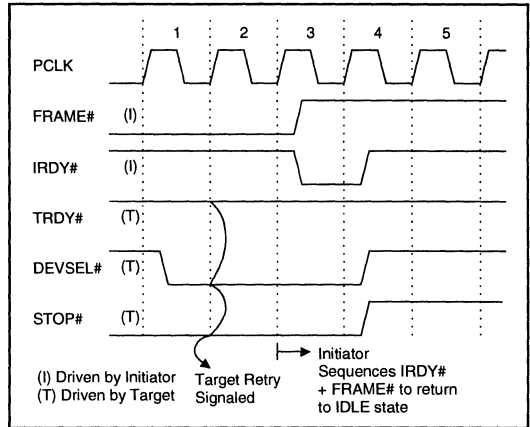 1 2 3 4 5
PCLK
FRAME# (I)
IRDY# (I)
TRDY# (T)
DEVSEL# (T)
STOP# (T)
(I) Driven by Initiator
(T) Driven by Target
Target Retry
Signaled
Initiator
Sequences IRDY#
+ FRAME# to return
to IDLE state